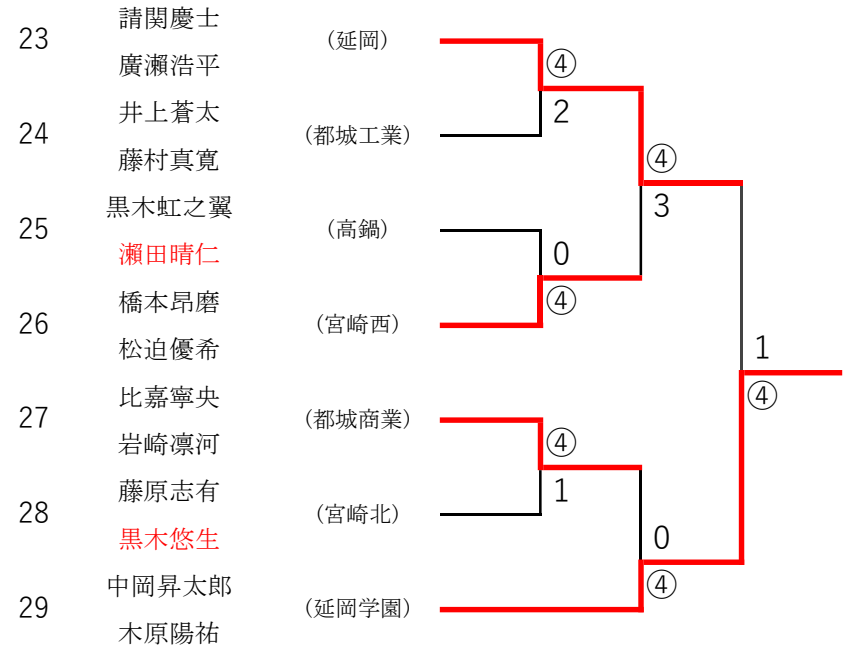 請関慶士
23 (延岡)
廣瀨浩平
④
井上蒼太
2
24 (都城工業)
藤村真寛
④
黒木虹之翼
3
25 (高鍋)
瀬田晴仁
0
橋本昂磨
④
26 (宮崎西)
松迫優希
1
比嘉寧央
④
27 (都城商業)
岩崎凛河
④
藤原志有
1
28 (宮崎北)
黒木悠生
0
中岡昇太郎
④
29 (延岡学園)
木原陽祐